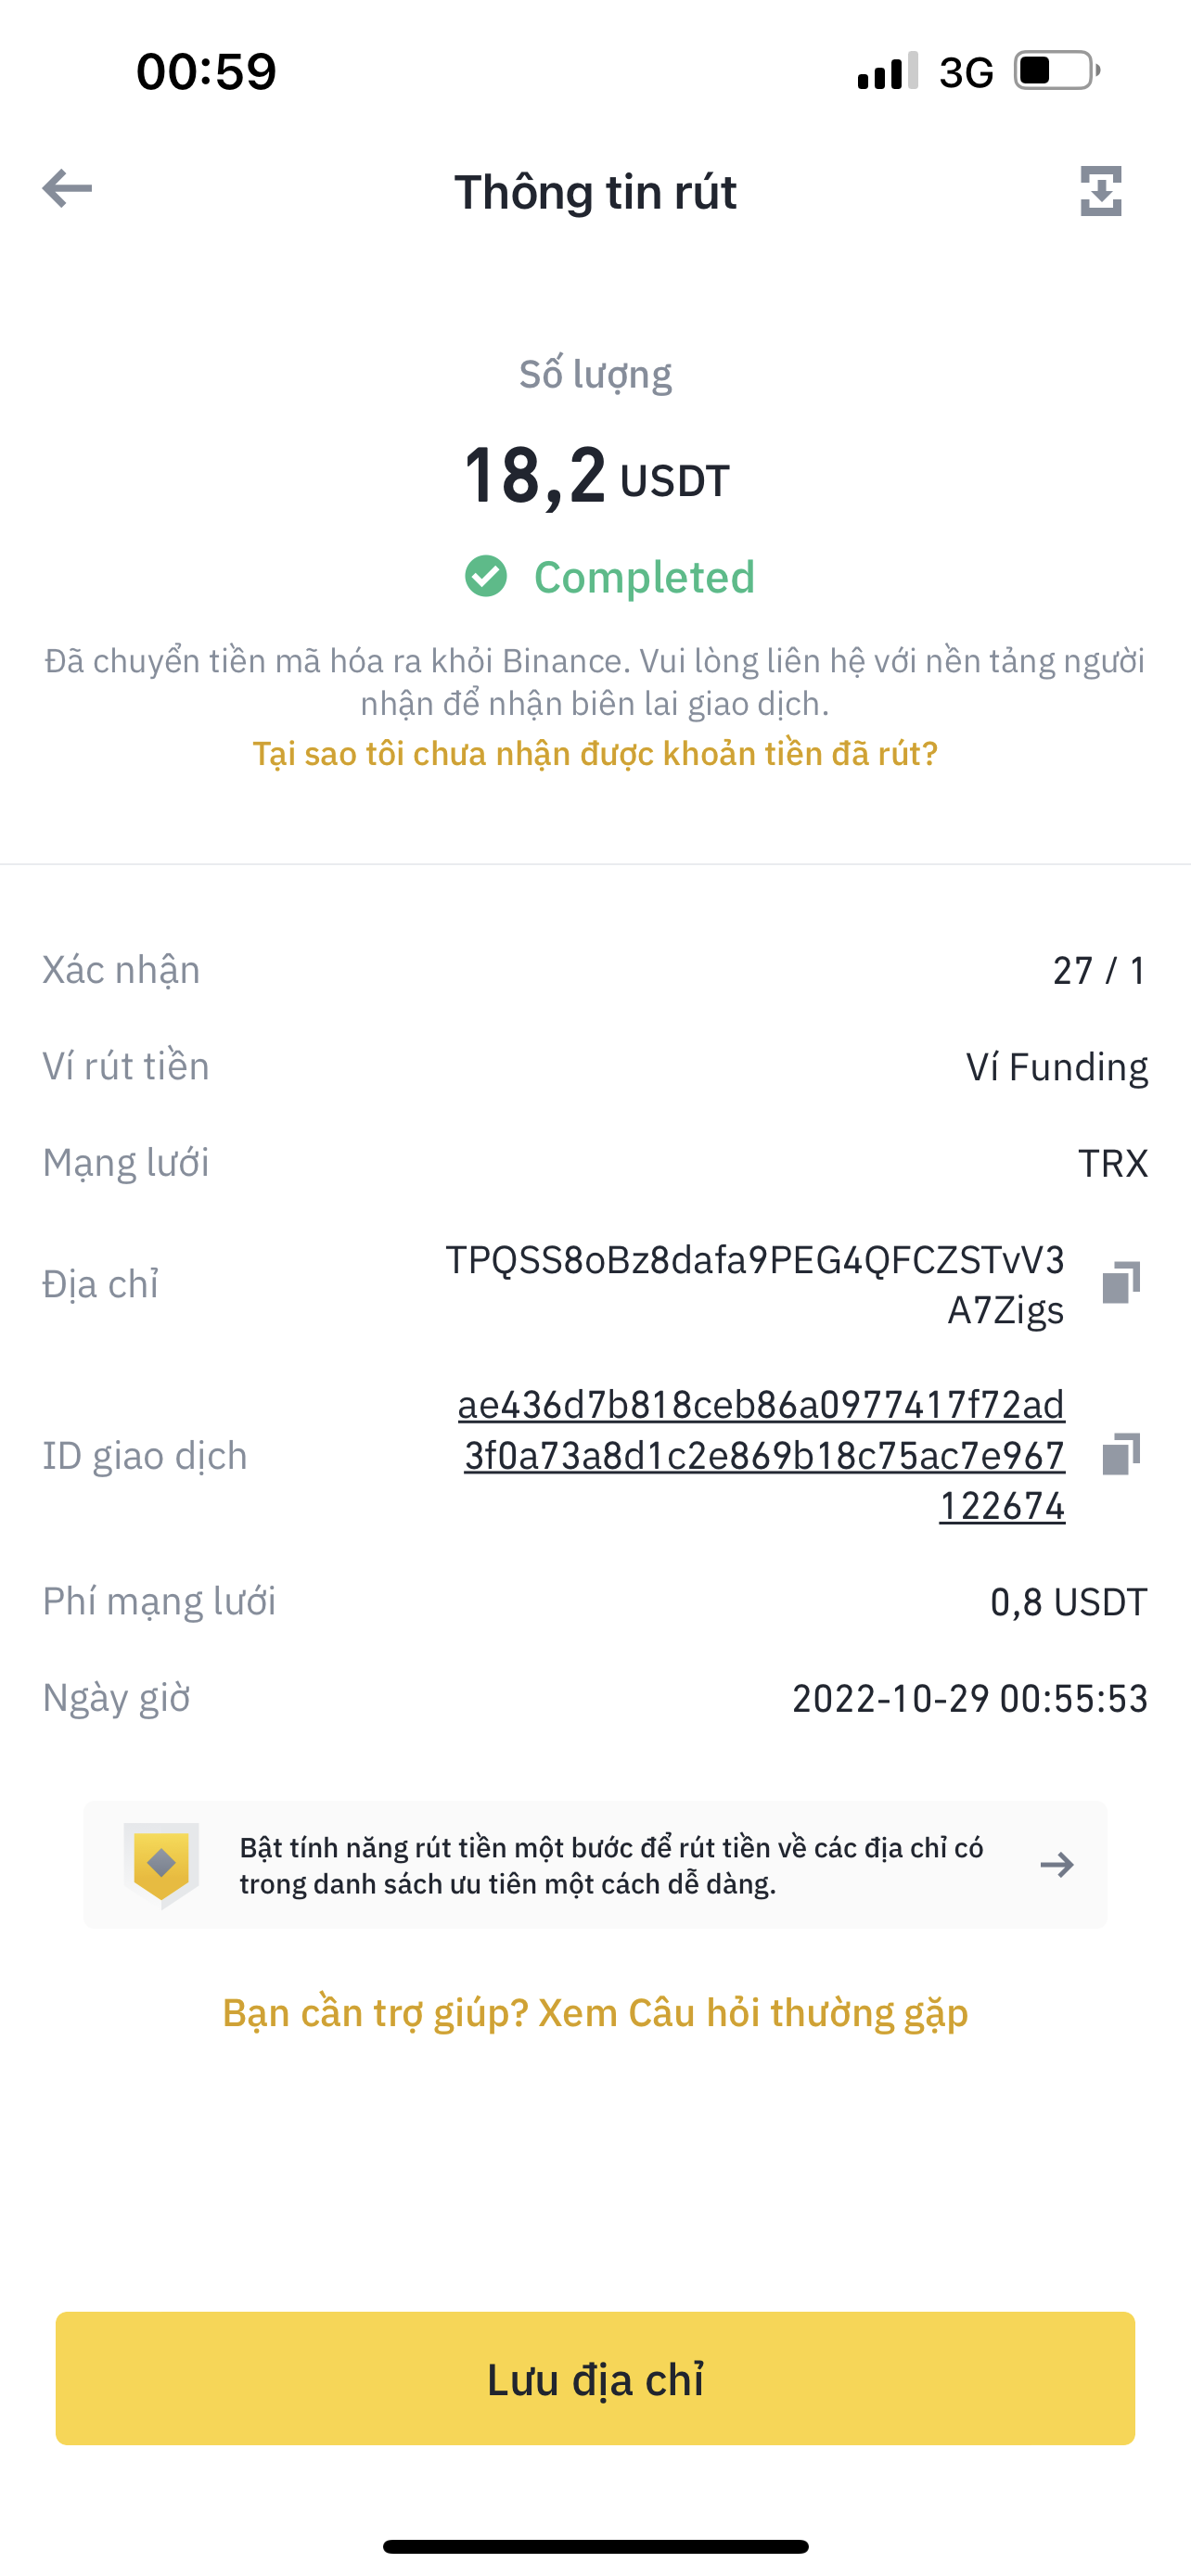 00:59
3G
Thông tin rút
Số lượng
18,2 USDT
Completed
Đã chuyển tiền mã hóa ra khỏi Binance. Vui lòng liên hệ với nền tảng người
nhận để nhận biên lai giao dịch.
Tại sao tôi chưa nhận được khoản tiền đã rút?
Xác nhận 27 / 1
Ví rút tiền Ví Funding
Mạng lưới TRX
Địa chỉ TPQSS8oBz8dafa9PEG4QFCZSTvV3
A7Zigs
ID giao dịch ae436d7b818ceb86a0977417f72ad
3f0a73a8d1c2e869b18c75ac7e967
122674
Phí mạng lưới 0,8 USDT
Ngày giờ 2022-10-29 00:55:53
Bật tính năng rút tiền một bước để rút tiền về các địa chỉ có
trong danh sách ưu tiên một cách dễ dàng.
Bạn cần trợ giúp? Xem Câu hỏi thường gặp
Lưu địa chỉ